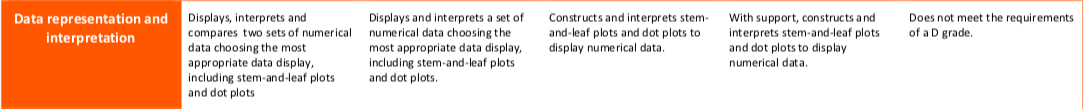 Data representation and
interpretation
Displays, interprets and
compares two sets of numerical
data choosing the most
appropriate data display,
including stem-and-leaf plots
and dot plots
Displays and interprets a set of
numerical data choosing the
most appropriate data display,
including stem-and-leaf plots
and dot plots.
Constructs and interprets stem-
and-leaf plots and dot plots to
display numerical data.
With support, constructs and
interprets stem-and-leaf plots
and dot plots to display
numerical data.
Does not meet the requirements
of a D grade.